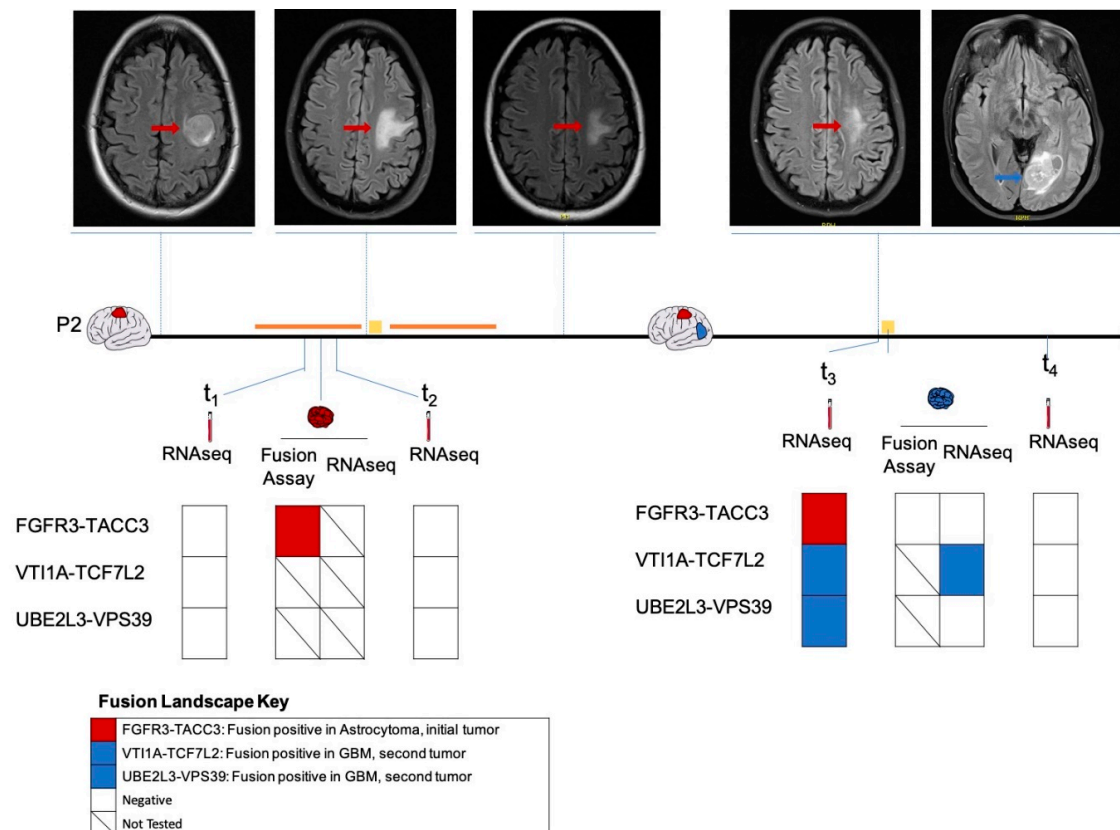 P2
t1
t2
t3
t4
RNAseq
Fusion
Assay
RNAseq
RNAseq
RNAseq
Fusion
Assay
RNAseq
RNAseq
FGFR3-TACC3
VTI1A-TCF7L2
UBE2L3-VPS39
FGFR3-TACC3
VTI1A-TCF7L2
UBE2L3-VPS39
Fusion Landscape Key
FGFR3-TACC3: Fusion positive in Astrocytoma, initial tumor
VTI1A-TCF7L2: Fusion positive in GBM, second tumor
UBE2L3-VPS39: Fusion positive in GBM, second tumor
Negative
Not Tested